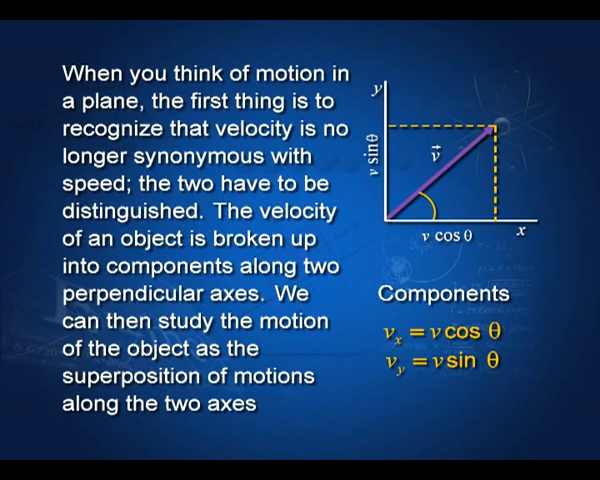 When you think of motion in
a plane, the first thing is to
recognize that velocity is no
longer synonymous with
speed; the two have to be
distinguished. The velocity
of an object is broken up
into components along two
perpendicular axes. We
can then study the motion
of the object as the
superposition of motions
along the two axes
y
v sinθ
v⃗
v cosθ
x
Components
vₓ = v cos θ
v_y = v sin θ